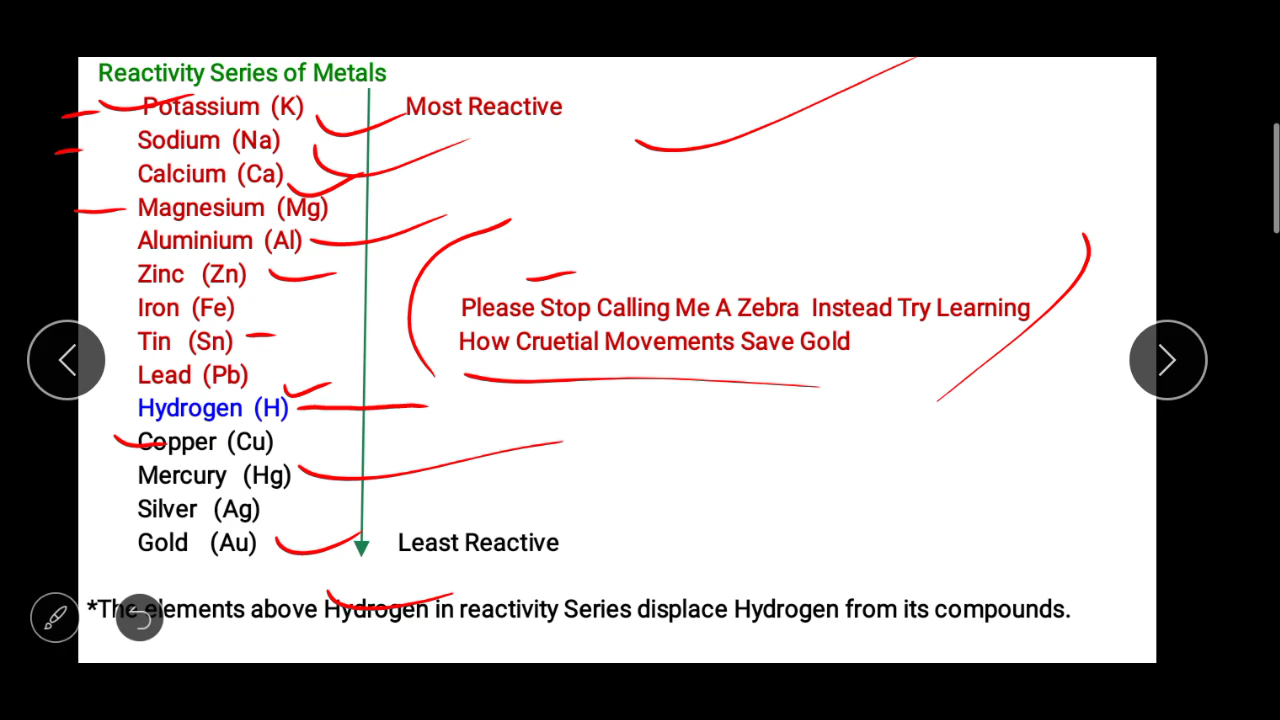 Reactivity Series of Metals
Potassium (K) Most Reactive
Sodium (Na)
Calcium (Ca)
Magnesium (Mg)
Aluminium (Al)
Zinc (Zn)
Iron (Fe)
Please Stop Calling Me A Zebra Instead Try Learning
Tin (Sn)
How Cruetial Movements Save Gold
Lead (Pb)
Hydrogen (H)
Copper (Cu)
Mercury (Hg)
Silver (Ag)
Gold (Au) Least Reactive
*The elements above Hydrogen in reactivity Series displace Hydrogen from its compounds.